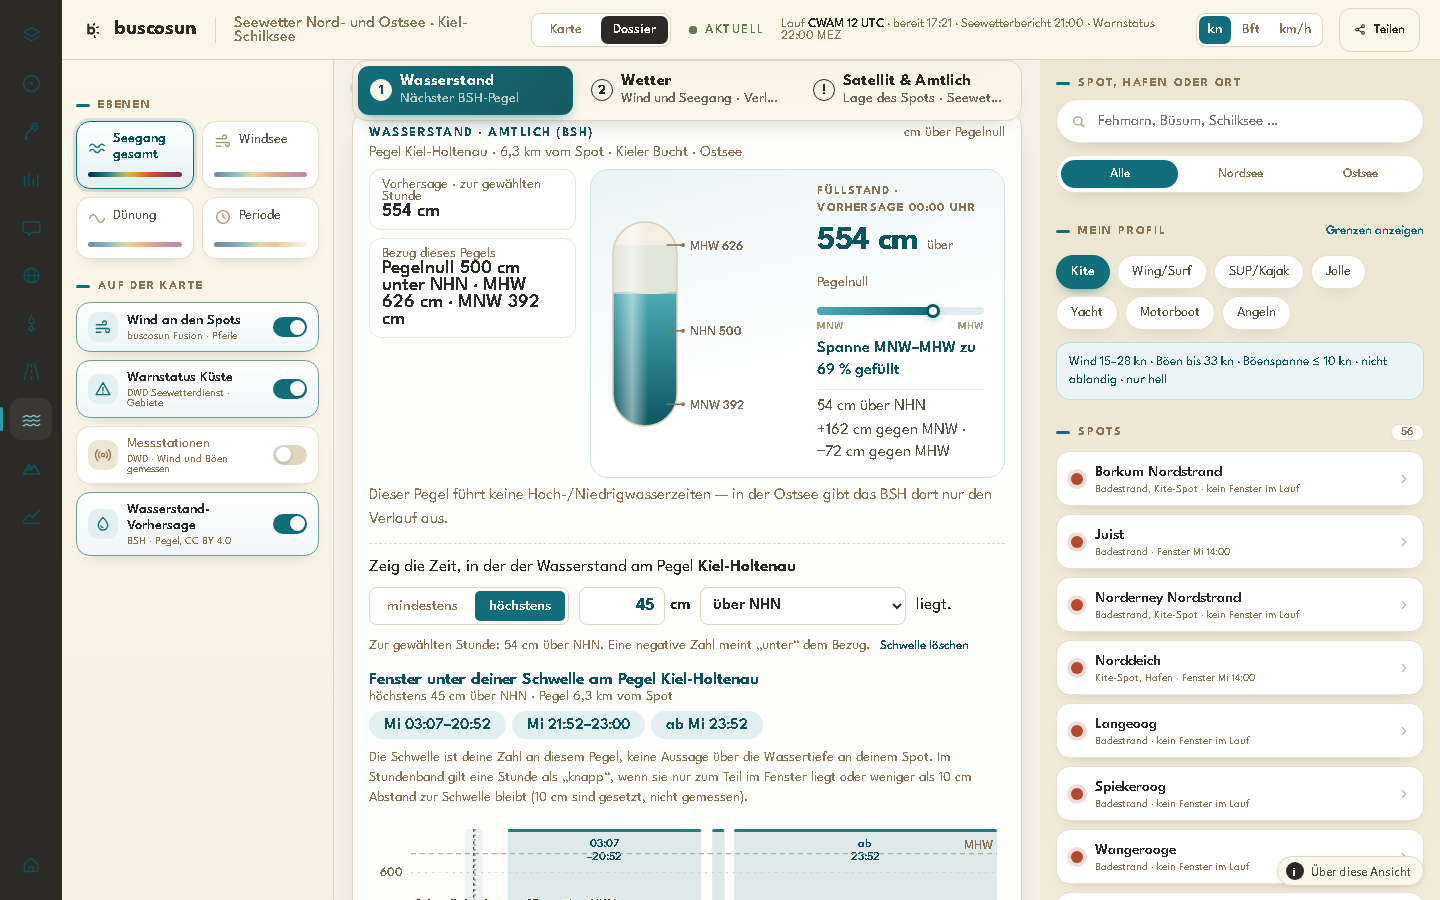 buscosun
Seewetter Nord- und Ostsee · Kiel-
Schilksee
Karte
Dossier
AKTUELL
Lauf CWAM 12 UTC · bereit 17:21 · Seewetterbericht 21:00 · Warnstatus
22:00 MEZ
kn
Bft
km/h
Teilen
EBENEN
Seegang
gesamt
Windsee
Dünung
Periode
AUF DER KARTE
Wind an den Spots
buscosun Fusion · Pfeile
Warnstatus Küste
DWD Seewetterdienst ·
Gebiete
Messstationen
DWD · Wind und Böen
gemessen
Wasserstand-
Vorhersage
BSH · Pegel, CC BY 4.0
1
Wasserstand
Nächster BSH-Pegel
2
Wetter
Wind und Seegang · Verl...
!
Satellit & Amtlich
Lage des Spots · Seewet...
WASSERSTAND · AMTLICH (BSH)
cm über Pegelnull
Pegel Kiel-Holtenau · 6,3 km vom Spot · Kieler Bucht · Ostsee
Vorhersage · zur gewählten
Stunde
554 cm
Bezug dieses Pegels
Pegelnull 500 cm
unter NHN · MHW
626 cm · MNW 392
cm
MHW 626
NHN 500
MNW 392
FÜLLSTAND ·
VORHERSAGE 00:00 UHR
554 cm über
Pegelnull
MNW
MHW
Spanne MNW–MHW zu
69 % gefüllt
54 cm über NHN
+162 cm gegen MNW ·
−72 cm gegen MHW
Dieser Pegel führt keine Hoch-/Niedrigwasserzeiten — in der Ostsee gibt das BSH dort nur den
Verlauf aus.
Zeig die Zeit, in der der Wasserstand am Pegel Kiel-Holtenau
mindestens
höchstens
45
cm
über NHN
liegt.
Zur gewählten Stunde: 54 cm über NHN. Eine negative Zahl meint „unter“ dem Bezug.
Schwelle löschen
Fenster unter deiner Schwelle am Pegel Kiel-Holtenau
höchstens 45 cm über NHN · Pegel 6,3 km vom Spot
Mi 03:07–20:52
Mi 21:52–23:00
ab Mi 23:52
Die Schwelle ist deine Zahl an diesem Pegel, keine Aussage über die Wassertiefe an deinem Spot. Im
Stundenband gilt eine Stunde als „knapp“, wenn sie nur zum Teil im Fenster liegt oder weniger als 10 cm
Abstand zur Schwelle bleibt (10 cm sind gesetzt, nicht gemessen).
03:07
–20:52
ab
23:52
MHW
600
SPOT, HAFEN ODER ORT
Fehmarn, Büsum, Schilksee ...
Alle
Nordsee
Ostsee
MEIN PROFIL
Grenzen anzeigen
Kite
Wing/Surf
SUP/Kajak
Jolle
Yacht
Motorboot
Angeln
Wind 15–28 kn · Böen bis 33 kn · Böenspanne ≤ 10 kn · nicht
ablandig · nur hell
SPOTS
56
Borkum Nordstrand
Badestrand, Kite-Spot · kein Fenster im Lauf
Juist
Badestrand · Fenster Mi 14:00
Norderney Nordstrand
Badestrand, Kite-Spot · kein Fenster im Lauf
Norddeich
Kite-Spot, Hafen · Fenster Mi 14:00
Langeoog
Badestrand · kein Fenster im Lauf
Spiekeroog
Badestrand · kein Fenster im Lauf
Wangerooge
Badestrand · kein Fenster im Lauf
i
Über diese Ansicht